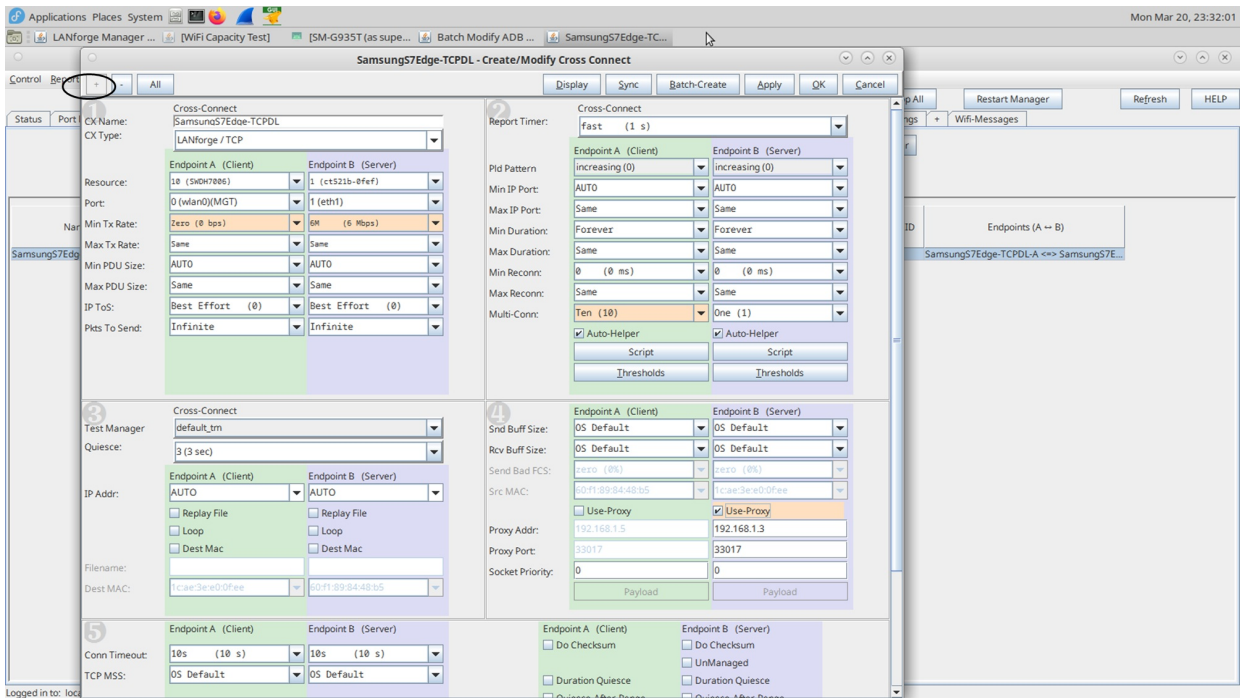 Applications Places System
Mon Mar 20, 23:32:01
LANforge Manager ... [WiFi Capacity Test] [SM-G935T (as supe... Batch Modify ADB ... SamsungS7Edge-TC...
SamsungS7Edge-TCPDL - Create/Modify Cross Connect
Control Repor
+ - All Display Sync Batch-Create Apply OK Cancel
p All Restart Manager Refresh HELP
Status Port
ngs + Wifi-Messages
r
Nar
ID Endpoints (A ↔ B)
SamsungS7Edg
SamsungS7Edge-TCPDL-A <=> SamsungS7E...
1
Cross-Connect
CX Name: SamsungS7Edge-TCPDL
CX Type: LANforge / TCP
Endpoint A (Client) Endpoint B (Server)
Resource: 10 (SWDH7006) 1 (ct521b-0fef)
Port: 0 (wlan0)(MGT) 1 (eth1)
Min Tx Rate: Zero (0 bps) 6M (6 Mbps)
Max Tx Rate: Same Same
Min PDU Size: AUTO AUTO
Max PDU Size: Same Same
IP ToS: Best Effort (0) Best Effort (0)
Pkts To Send: Infinite Infinite
2
Cross-Connect
Report Timer: fast (1 s)
Endpoint A (Client) Endpoint B (Server)
Pld Pattern increasing (0) increasing (0)
Min IP Port: AUTO AUTO
Max IP Port: Same Same
Min Duration: Forever Forever
Max Duration: Same Same
Min Reconn: 0 (0 ms) 0 (0 ms)
Max Reconn: Same Same
Multi-Conn: Ten (10) One (1)
Auto-Helper Auto-Helper
Script Script
Thresholds Thresholds
3
Cross-Connect
Test Manager default_tm
Quiesce: 3 (3 sec)
Endpoint A (Client) Endpoint B (Server)
IP Addr: AUTO AUTO
Replay File Replay File
Loop Loop
Dest Mac Dest Mac
Filename:
Dest MAC: 1c:ae:3e:e0:0f:ee 60:f1:89:84:48:b5
4
Endpoint A (Client) Endpoint B (Server)
Snd Buff Size: OS Default OS Default
Rcv Buff Size: OS Default OS Default
Send Bad FCS: zero (0%) zero (0%)
Src MAC: 60:f1:89:84:48:b5 1c:ae:3e:e0:0f:ee
Use-Proxy Use-Proxy
Proxy Addr: 192.168.1.5 192.168.1.3
Proxy Port: 33017 33017
Socket Priority: 0 0
Payload Payload
5
Endpoint A (Client) Endpoint B (Server)
Conn Timeout: 10s (10 s) 10s (10 s)
TCP MSS: OS Default OS Default
Endpoint A (Client) Endpoint B (Server)
Do Checksum Do Checksum
UnManaged
Duration Quiesce Duration Quiesce
Quiesce After Range Quiesce After Range
Logged in to: loca